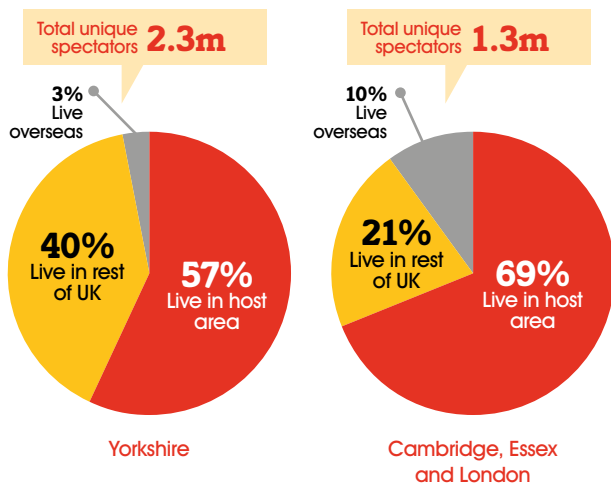 Total unique
spectators 2.3m
3%
Live
overseas
40%
Live in rest
of UK
57%
Live in host
area
Yorkshire
Total unique
spectators 1.3m
10%
Live
overseas
21%
Live in rest
of UK
69%
Live in host
area
Cambridge, Essex
and London